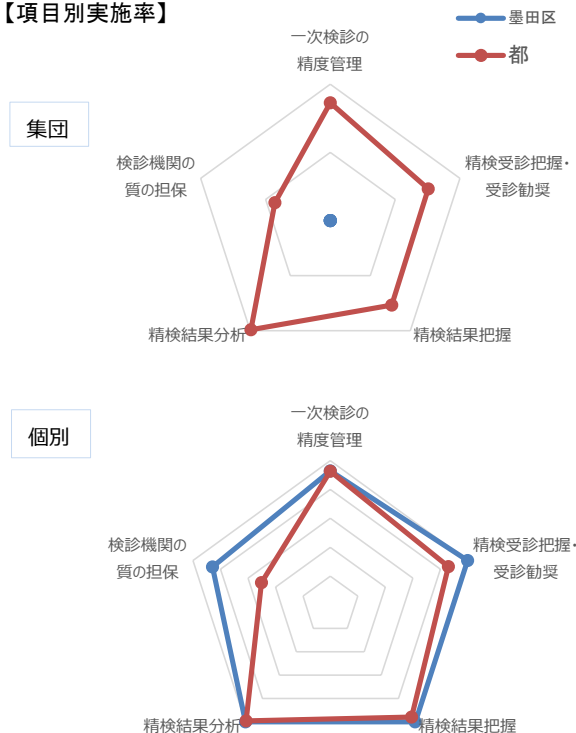 【項目別実施率】
墨田区
都
集団
一次検診の
精度管理
精検受診把握・
受診勧奨
精検結果把握
精検結果分析
検診機関の
質の担保
個別
一次検診の
精度管理
精検受診把握・
受診勧奨
精検結果把握
精検結果分析
検診機関の
質の担保